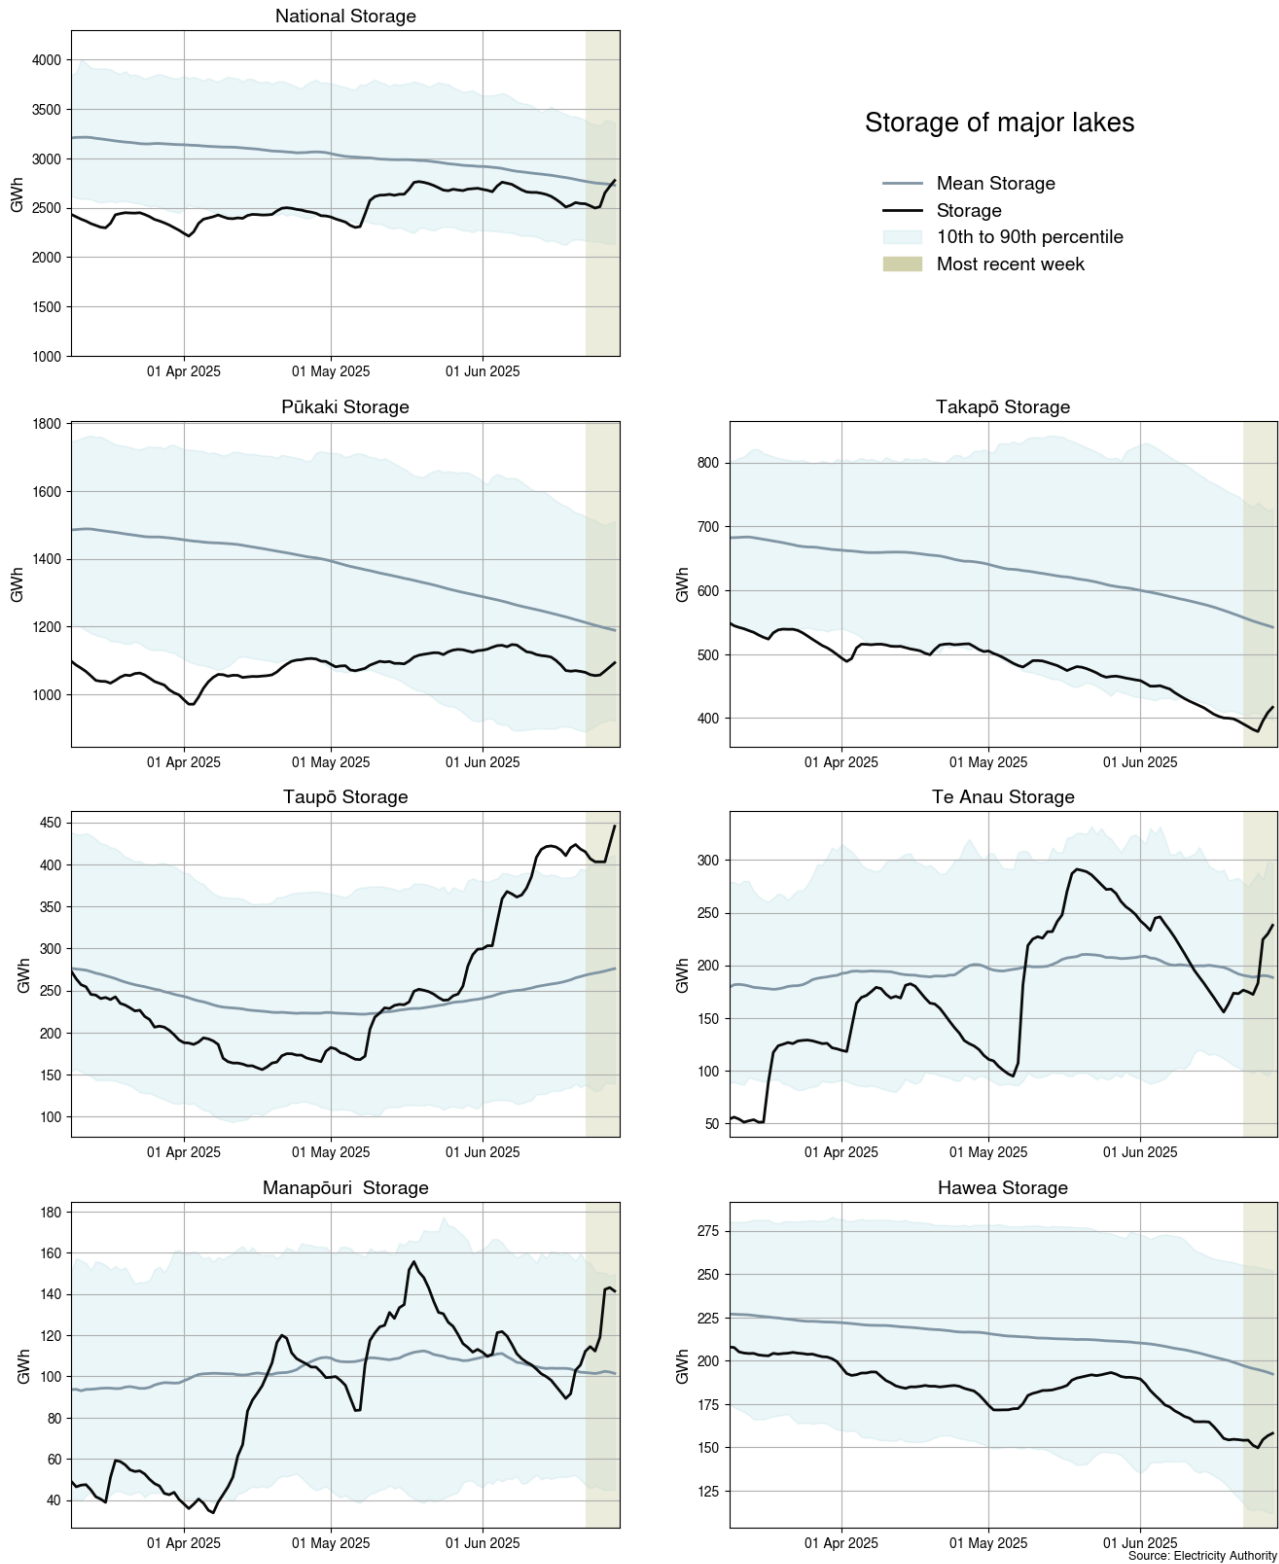 National Storage
4000
3500
3000
2500
2000
1500
1000
GWh
01 Apr 2025 01 May 2025 01 Jun 2025
Storage of major lakes
Mean Storage
Storage
10th to 90th percentile
Most recent week
Pūkaki Storage
1800
1600
1400
1200
1000
GWh
01 Apr 2025 01 May 2025 01 Jun 2025
Takapō Storage
800
700
600
500
400
GWh
01 Apr 2025 01 May 2025 01 Jun 2025
Taupō Storage
450
400
350
300
250
200
150
100
GWh
01 Apr 2025 01 May 2025 01 Jun 2025
Te Anau Storage
300
250
200
150
100
50
GWh
01 Apr 2025 01 May 2025 01 Jun 2025
Manapōuri  Storage
180
160
140
120
100
80
60
40
GWh
01 Apr 2025 01 May 2025 01 Jun 2025
Hawea Storage
275
250
225
200
175
150
125
GWh
01 Apr 2025 01 May 2025 01 Jun 2025
Source: Electricity Authority